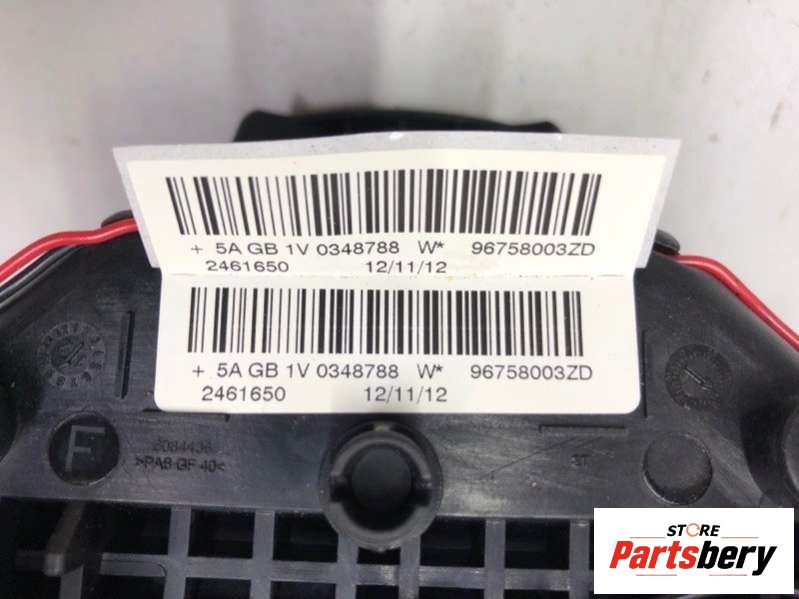 + 5A GB 1V 0348788 W* 96758003ZD
2461650 12/11/12
+ 5A GB 1V 0348788 W* 96758003ZD
2461650 12/11/12
F
>PA6 GF 40<
STORE
Partsbery